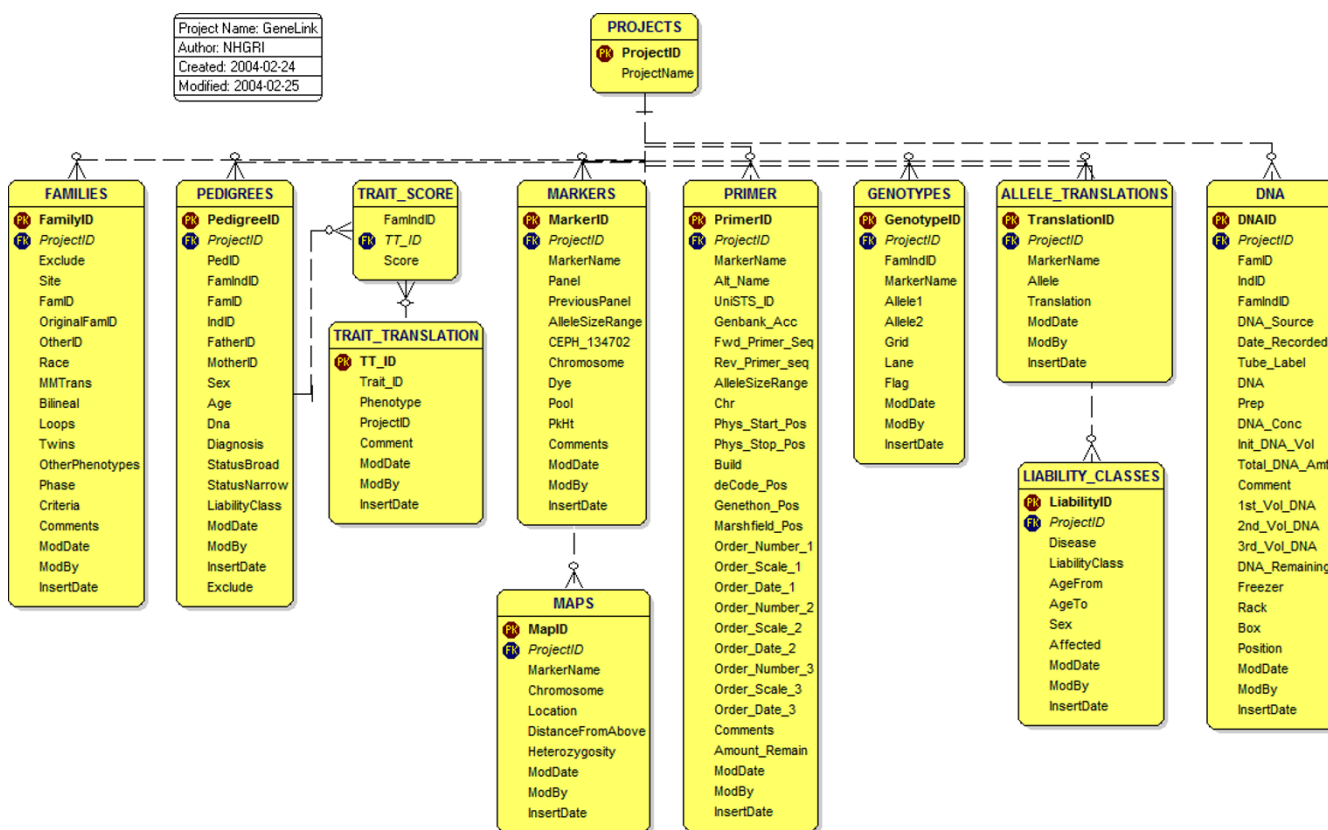 Project Name: GeneLink
Author: NHGRI
Created: 2004-02-24
Modified: 2004-02-25
PROJECTS
PK ProjectID
ProjectName
FAMILIES
PK FamilyID
FK ProjectID
Exclude
Site
FamID
OriginalFamID
OtherID
Race
MMTrans
Bilineal
Loops
Twins
OtherPhenotypes
Phase
Criteria
Comments
ModDate
ModBy
InsertDate
PEDIGREES
PK PedigreeID
FK ProjectID
PedID
FamIndID
FamID
IndID
FatherID
MotherID
Sex
Age
Dna
Diagnosis
StatusBroad
StatusNarrow
LiabilityClass
ModDate
ModBy
InsertDate
Exclude
TRAIT_SCORE
FamIndID
FK TT_ID
Score
TRAIT_TRANSLATION
PK TT_ID
Trait_ID
Phenotype
ProjectID
Comment
ModDate
ModBy
InsertDate
MARKERS
PK MarkerID
FK ProjectID
MarkerName
Panel
PreviousPanel
AlleleSizeRange
CEPH_134702
Chromosome
Dye
Pool
PkHt
Comments
ModDate
ModBy
InsertDate
MAPS
PK MapID
FK ProjectID
MarkerName
Chromosome
Location
DistanceFromAbove
Heterozygosity
ModDate
ModBy
InsertDate
PRIMER
PK PrimerID
FK ProjectID
MarkerName
Alt_Name
UniSTS_ID
Genbank_Acc
Fwd_Primer_Seq
Rev_Primer_seq
AlleleSizeRange
Chr
Phys_Start_Pos
Phys_Stop_Pos
Build
deCode_Pos
Genethon_Pos
Marshfield_Pos
Order_Number_1
Order_Scale_1
Order_Date_1
Order_Number_2
Order_Scale_2
Order_Date_2
Order_Number_3
Order_Scale_3
Order_Date_3
Comments
Amount_Remain
ModDate
ModBy
InsertDate
GENOTYPES
PK GenotypeID
FK ProjectID
FamIndID
MarkerName
Allele1
Allele2
Grid
Lane
Flag
ModDate
ModBy
InsertDate
ALLELE_TRANSLATIONS
PK TranslationID
FK ProjectID
MarkerName
Allele
Translation
ModDate
ModBy
InsertDate
LIABILITY_CLASSES
PK LiabilityID
FK ProjectID
Disease
LiabilityClass
AgeFrom
AgeTo
Sex
Affected
ModDate
ModBy
InsertDate
DNA
PK DNAID
FK ProjectID
FamID
IndID
FamIndID
DNA_Source
Date_Recorded
Tube_Label
DNA
Prep
DNA_Conc
Init_DNA_Vol
Total_DNA_Amt
Comment
1st_Vol_DNA
2nd_Vol_DNA
3rd_Vol_DNA
DNA_Remaining
Freezer
Rack
Box
Position
ModDate
ModBy
InsertDate